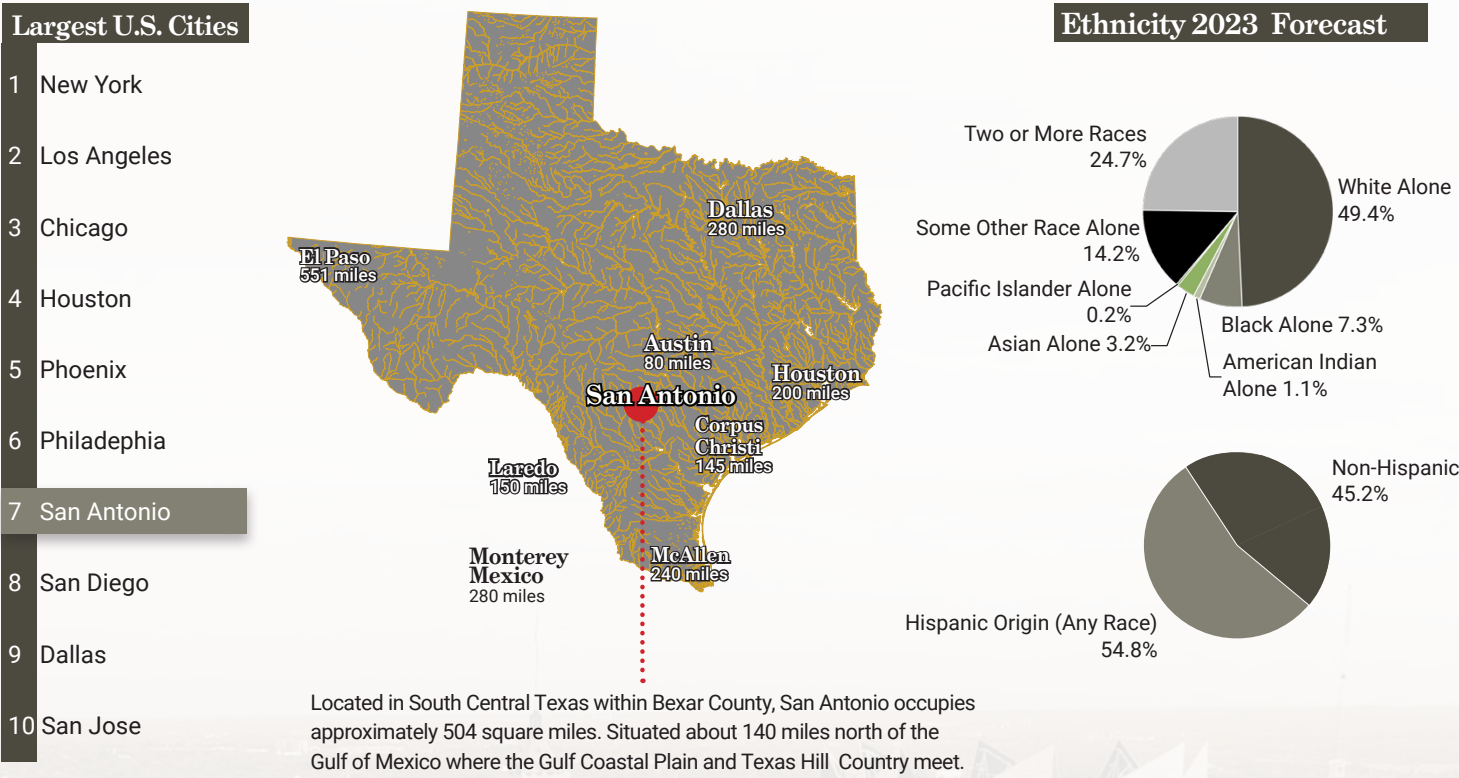 Largest U.S. Cities
1 New York
2 Los Angeles
3 Chicago
4 Houston
5 Phoenix
6 Philadephia
7 San Antonio
8 San Diego
9 Dallas
10 San Jose
El Paso
551 miles
Dallas
280 miles
Austin
80 miles
Houston
200 miles
San Antonio
Corpus
Christi
145 miles
Laredo
150 miles
Monterey
Mexico
280 miles
McAllen
240 miles
Located in South Central Texas within Bexar County, San Antonio occupies
approximately 504 square miles. Situated about 140 miles north of the
Gulf of Mexico where the Gulf Coastal Plain and Texas Hill Country meet.
Ethnicity 2023 Forecast
Two or More Races
24.7%
White Alone
49.4%
Some Other Race Alone
14.2%
Pacific Islander Alone
0.2%
Asian Alone 3.2%
Black Alone 7.3%
American Indian
Alone 1.1%
Non-Hispanic
45.2%
Hispanic Origin (Any Race)
54.8%